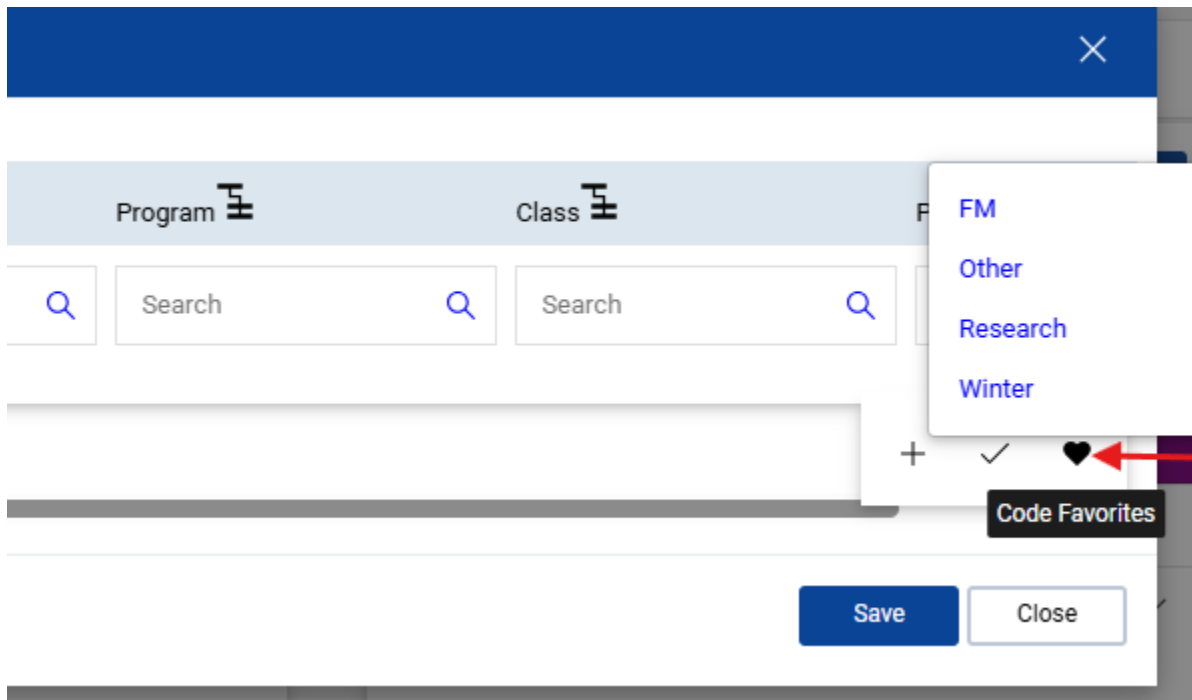 Program
Class
P
FM
Other
Research
Winter
Search
Search
Code Favorites
Save
Close